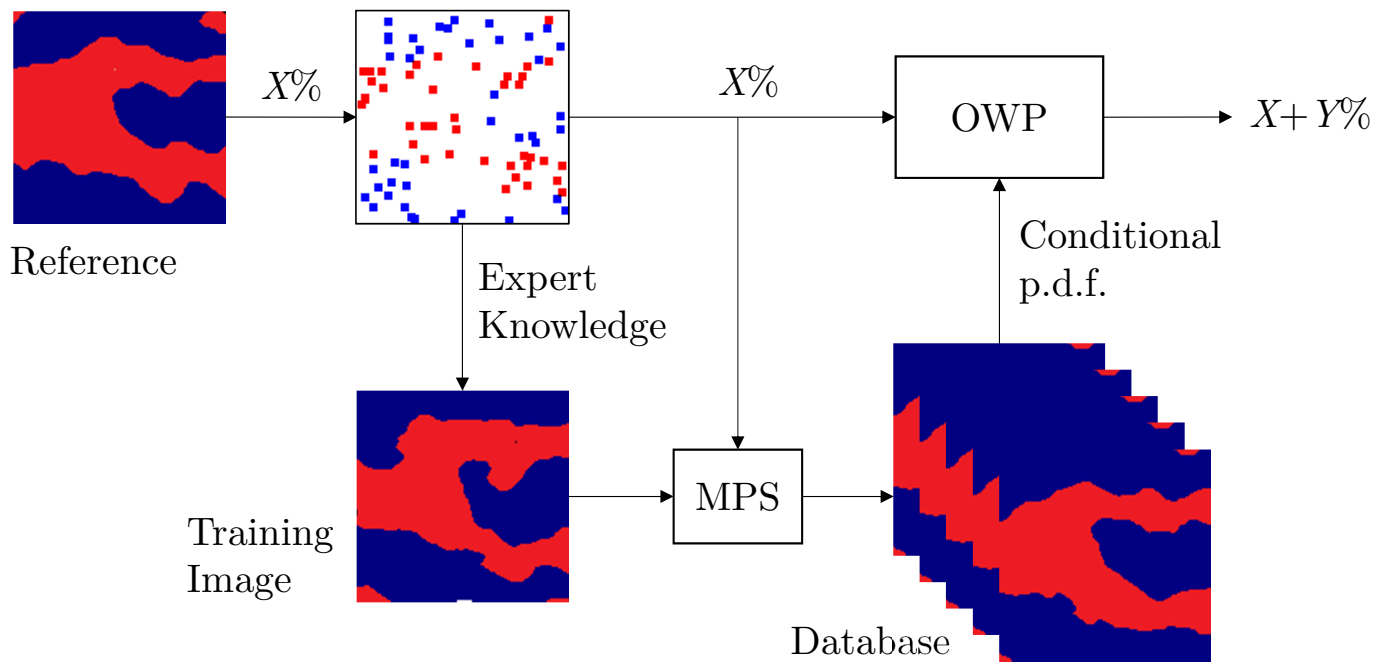 X%
X%
OWP
X+Y%
Reference
Expert
Knowledge
Conditional
p.d.f.
Training
Image
MPS
Database